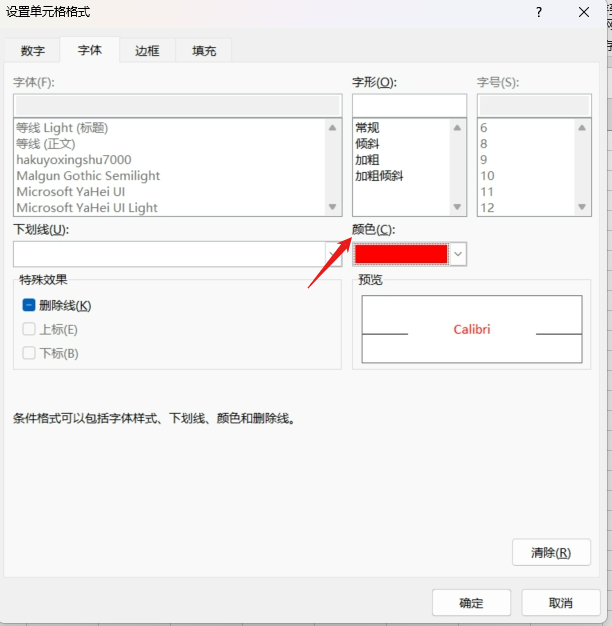 设置单元格格式 ?
数字 字体 边框 填充
字体(F): 字形(O): 字号(S):
等线 Light (标题) 常规 6
等线 (正文) 倾斜 8
hakuyoxingshu7000 加粗 9
Malgun Gothic Semilight 加粗倾斜 10
Microsoft YaHei UI 11
Microsoft YaHei UI Light 12
下划线(U): 颜色(C):
特殊效果 预览
删除线(K)
上标(E) Calibri
下标(B)
条件格式可以包括字体样式、下划线、颜色和删除线。
清除(R)
确定 取消